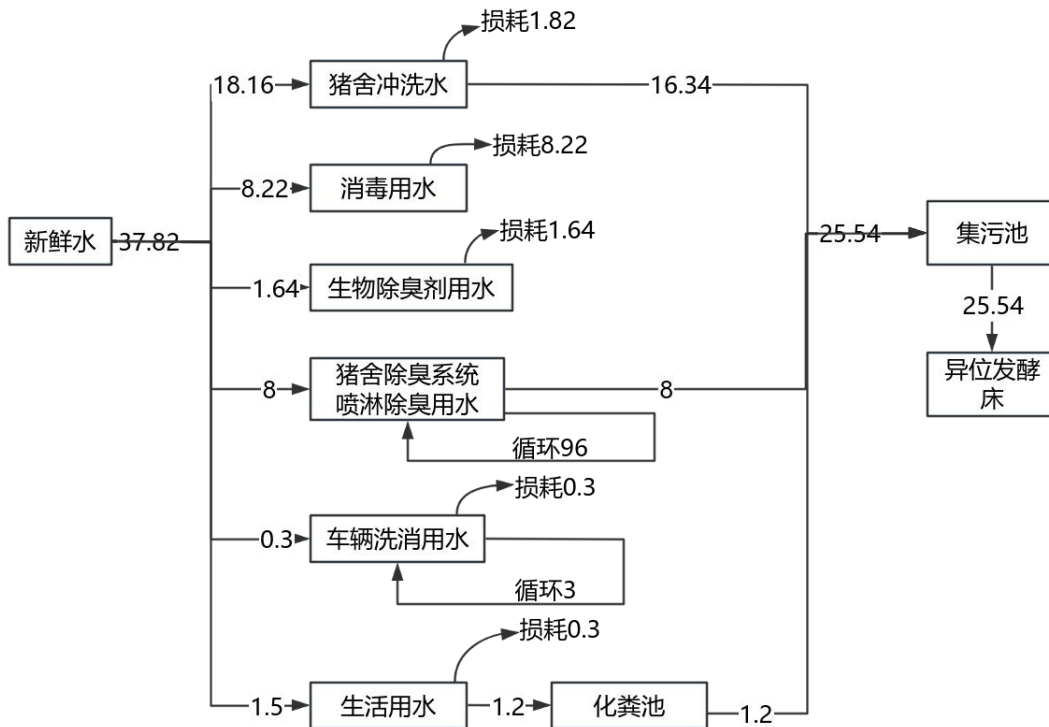 损耗1.82
18.16
猪舍冲洗水
16.34
损耗8.22
8.22
消毒用水
新鲜水
37.82
损耗1.64
25.54
集污池
1.64
生物除臭剂用水
25.54
8
猪舍除臭系统
喷淋除臭用水
8
异位发酵
床
循环96
损耗0.3
0.3
车辆洗消用水
循环3
损耗0.3
1.5
生活用水
1.2
化粪池
1.2